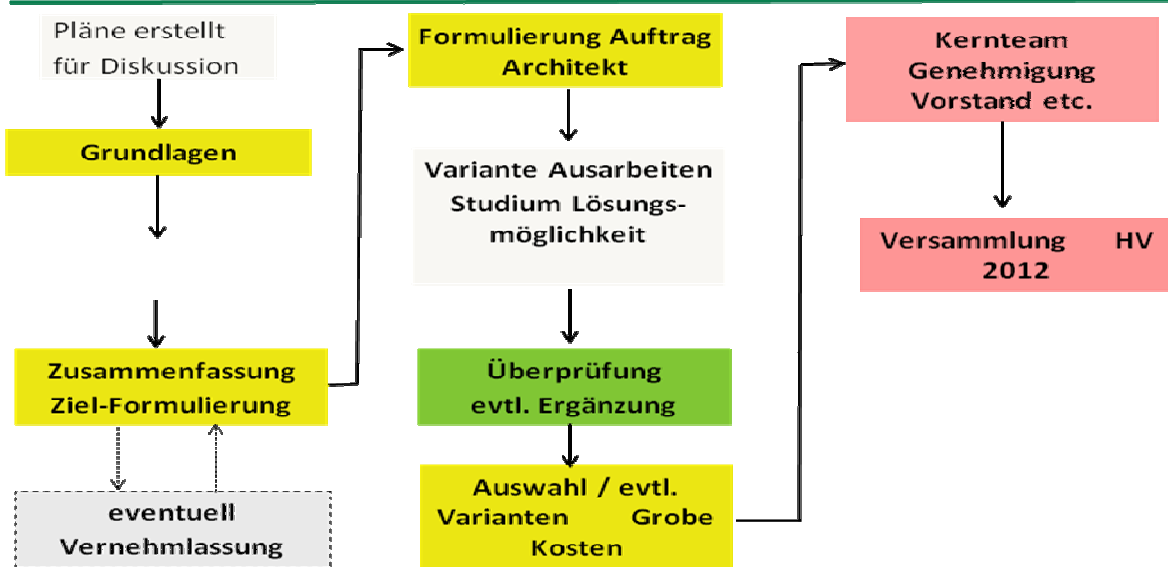 Pläne erstellt
für Diskussion
Grundlagen
Zusammenfassung
Ziel-Formulierung
eventuell
Vernehmlassung
Formulierung Auftrag
Architekt
Variante Ausarbeiten
Studium Lösungs-
möglichkeit
Überprüfung
evtl. Ergänzung
Auswahl / evtl.
Varianten Grobe
Kosten
Kernteam
Genehmigung
Vorstand etc.
Versammlung HV
2012